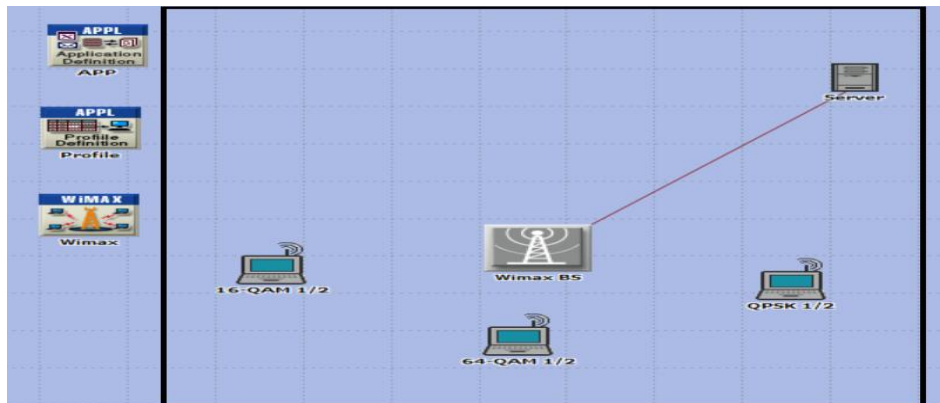 APPL
Application
Definition
APP
APPL
Profile
Definition
Profile
WiMAX
Wimax
Server
Wimax BS
16-QAM 1/2
QPSK 1/2
64-QAM 1/2